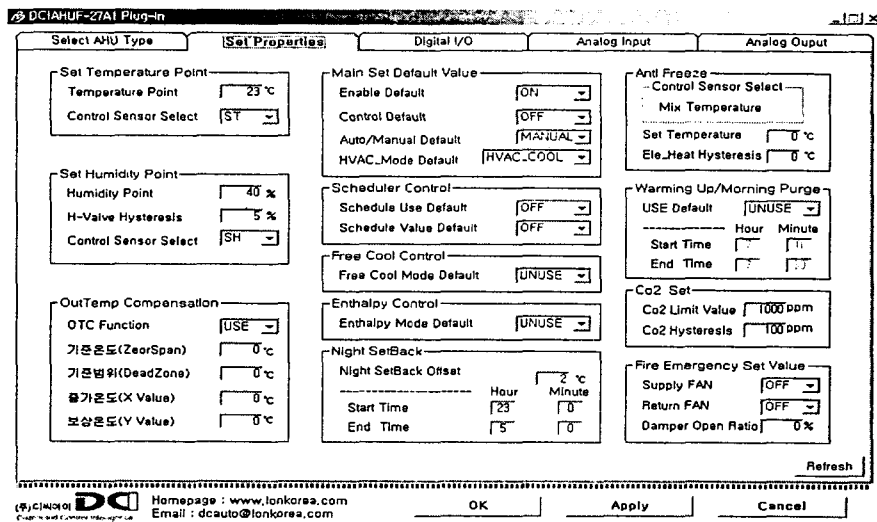 DCIAHUF-27A1 Plug-In
Select AHU Type
Set Properties
Digital I/O
Analog Input
Analog Ouput
Set Temperature Point
Temperature Point 23 ℃
Control Sensor Select ST
Set Humidity Point
Humidity Point 40 %
H-Valve Hysteresis 5 %
Control Sensor Select SH
OutTemp Compensation
OTC Function USE
기준온도(ZeorSpan) 0 ℃
기준범위(DeadZone) 0 ℃
외기온도(X Value) 0 ℃
보상온도(Y Value) 0 ℃
Main Set Default Value
Enable Default ON
Control Default OFF
Auto/Manual Default MANUAL
HVAC_Mode Default HVAC_COOL
Scheduler Control
Schedule Use Default OFF
Schedule Value Default OFF
Free Cool Control
Free Cool Mode Default UNUSE
Enthalpy Control
Enthalpy Mode Default UNUSE
Night SetBack
Night SetBack Offset 2 ℃
Hour Minute
Start Time 23 0
End Time 5 0
Anti Freeze
Control Sensor Select
Mix Temperature
Set Temperature 0 ℃
Ele_Heat Hysteresis 0 ℃
Warming Up/Morning Purge
USE Default UNUSE
Hour Minute
Start Time
End Time
Co2 Set
Co2 Limit Value 1000 ppm
Co2 Hysteresis 100 ppm
Fire Emergency Set Value
Supply FAN OFF
Return FAN OFF
Damper Open Ratio 0 %
Refresh
(주)디씨아이 DCI
Homepage : www.lonkorea.com
Email : dcauto@lonkorea.com
OK
Apply
Cancel